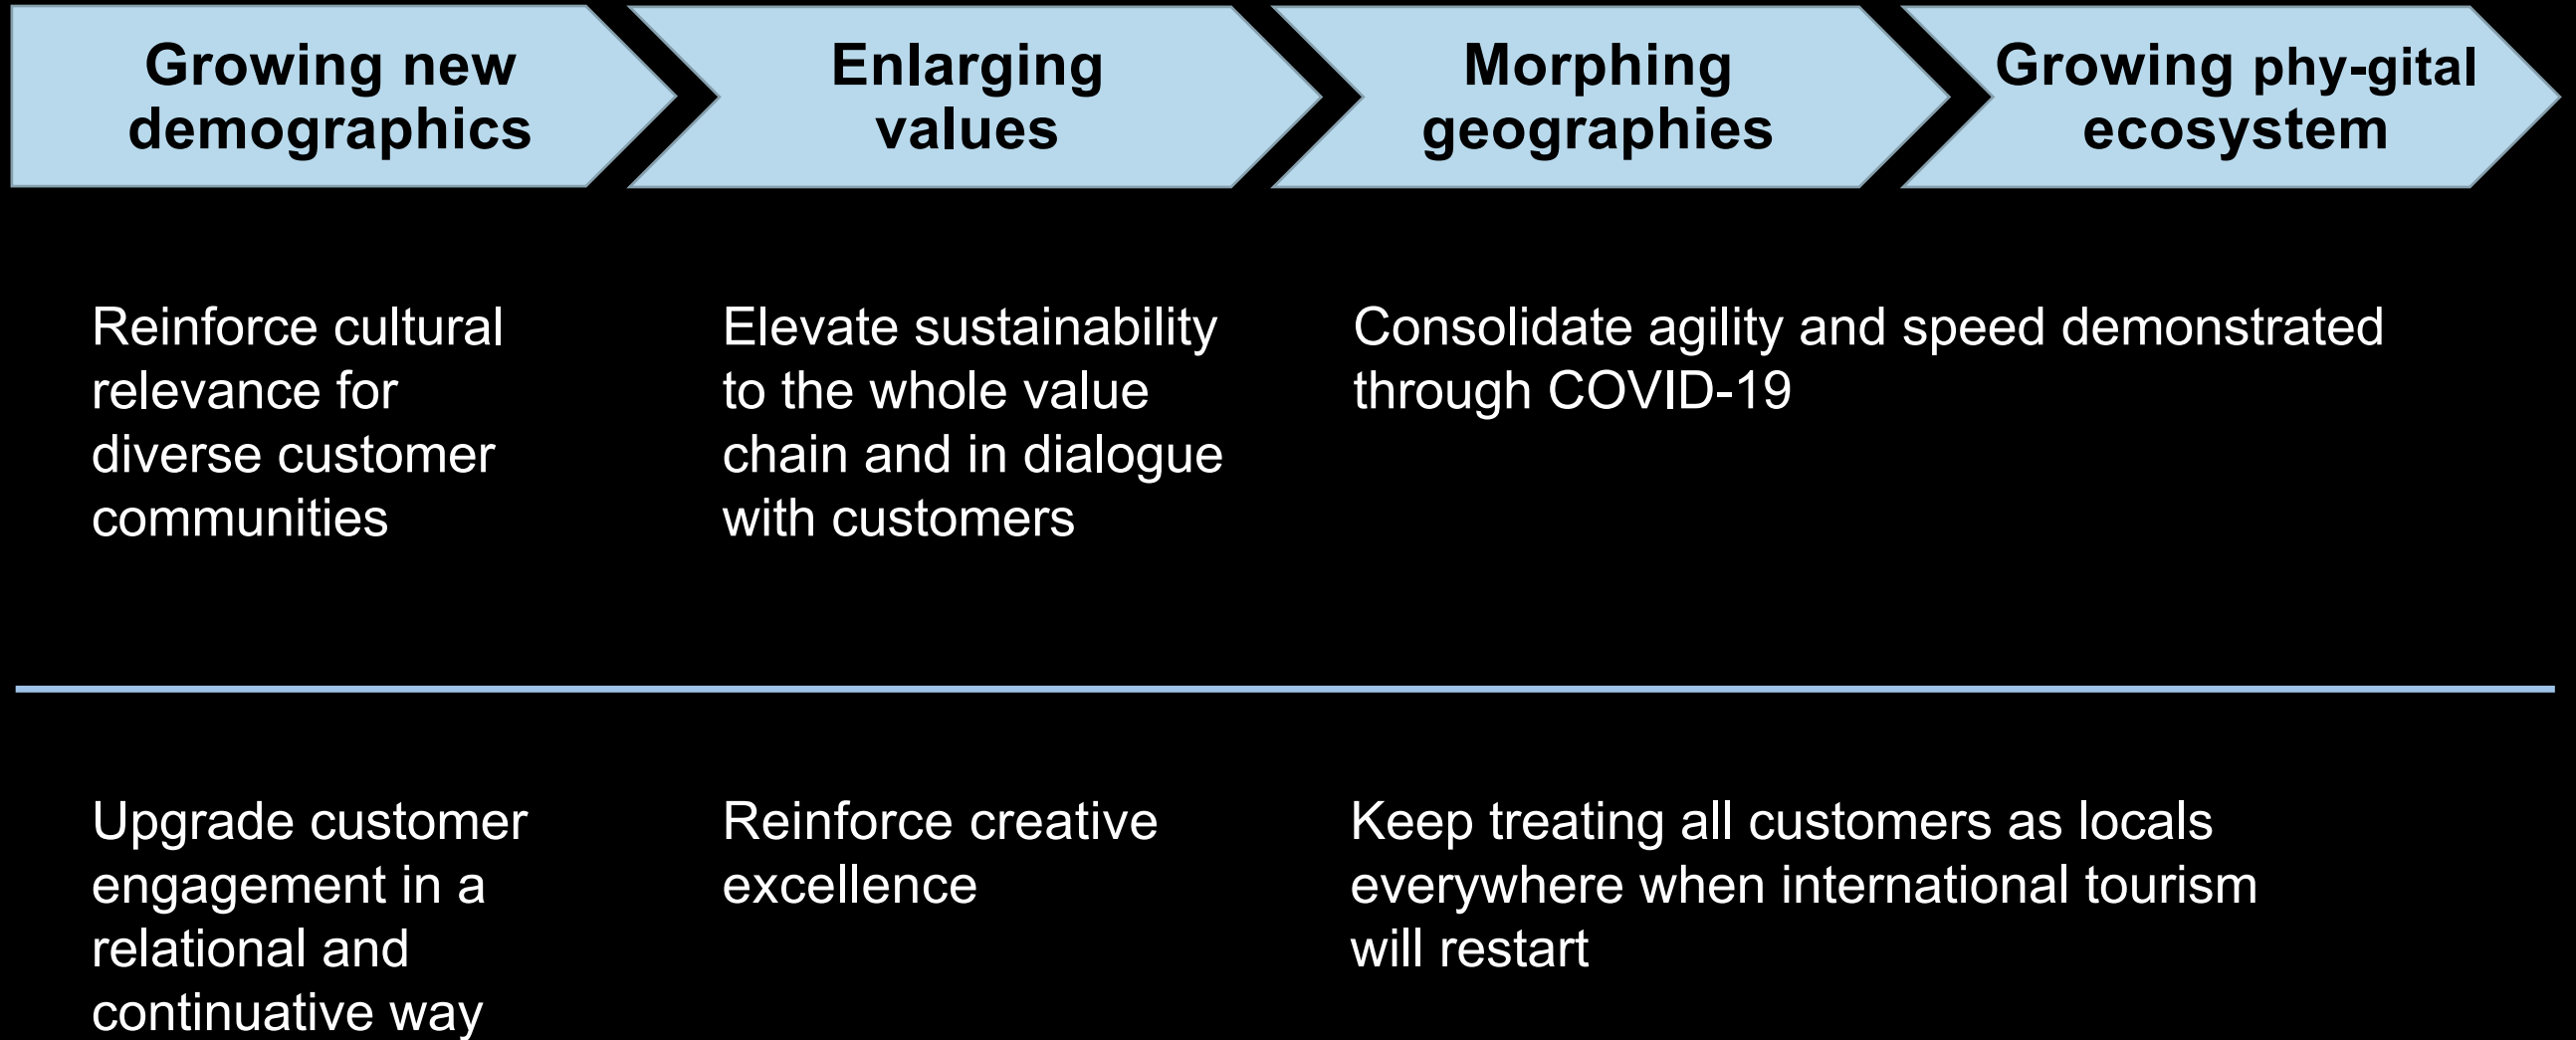 Growing new
demographics
Enlarging
values
Morphing
geographies
Growing phy-gital
ecosystem
Reinforce cultural
relevance for
diverse customer
communities
Elevate sustainability
to the whole value
chain and in dialogue
with customers
Consolidate agility and speed demonstrated
through COVID-19
Upgrade customer
engagement in a
relational and
continuative way
Reinforce creative
excellence
Keep treating all customers as locals
everywhere when international tourism
will restart